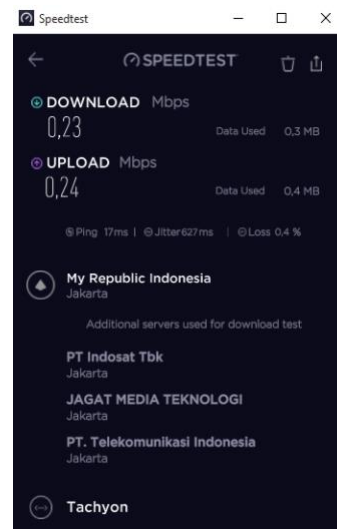 Speedtest
SPEEDTEST
DOWNLOAD Mbps
0,23
Data Used 0,3 MB
UPLOAD Mbps
0,24
Data Used 0,4 MB
Ping 17ms | Jitter 627ms | Loss 0,4 %
My Republic Indonesia
Jakarta
Additional servers used for download test
PT Indosat Tbk
Jakarta
JAGAT MEDIA TEKNOLOGI
Jakarta
PT. Telekomunikasi Indonesia
Jakarta
Tachyon